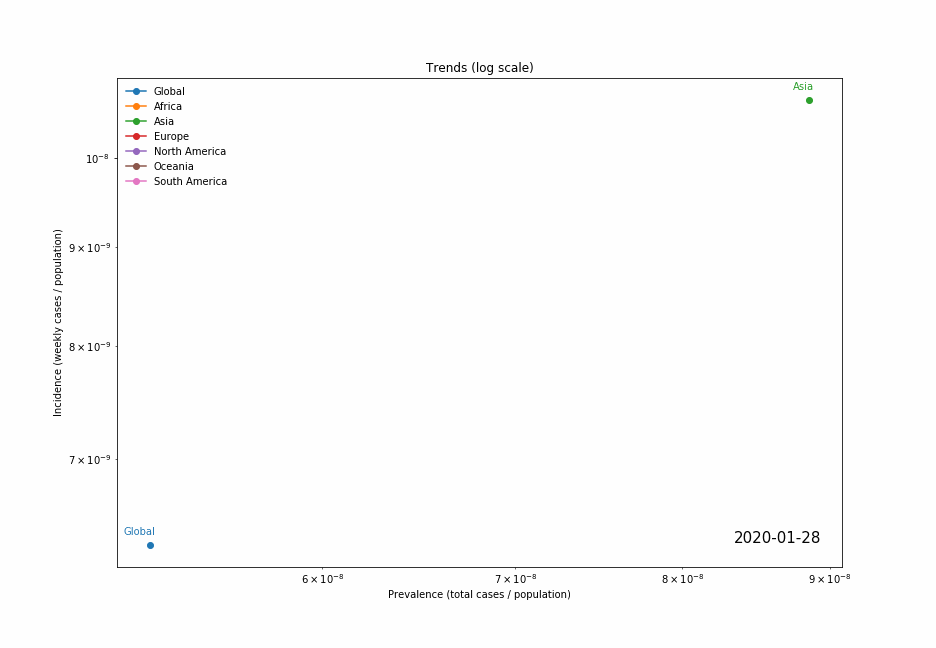 Trends (log scale)
Global
Africa
Asia
Europe
North America
Oceania
South America
Asia
10⁻⁸
9 × 10⁻⁹
8 × 10⁻⁹
7 × 10⁻⁹
Incidence (weekly cases / population)
Global
2020-01-28
6 × 10⁻⁸
7 × 10⁻⁸
8 × 10⁻⁸
9 × 10⁻⁸
Prevalence (total cases / population)